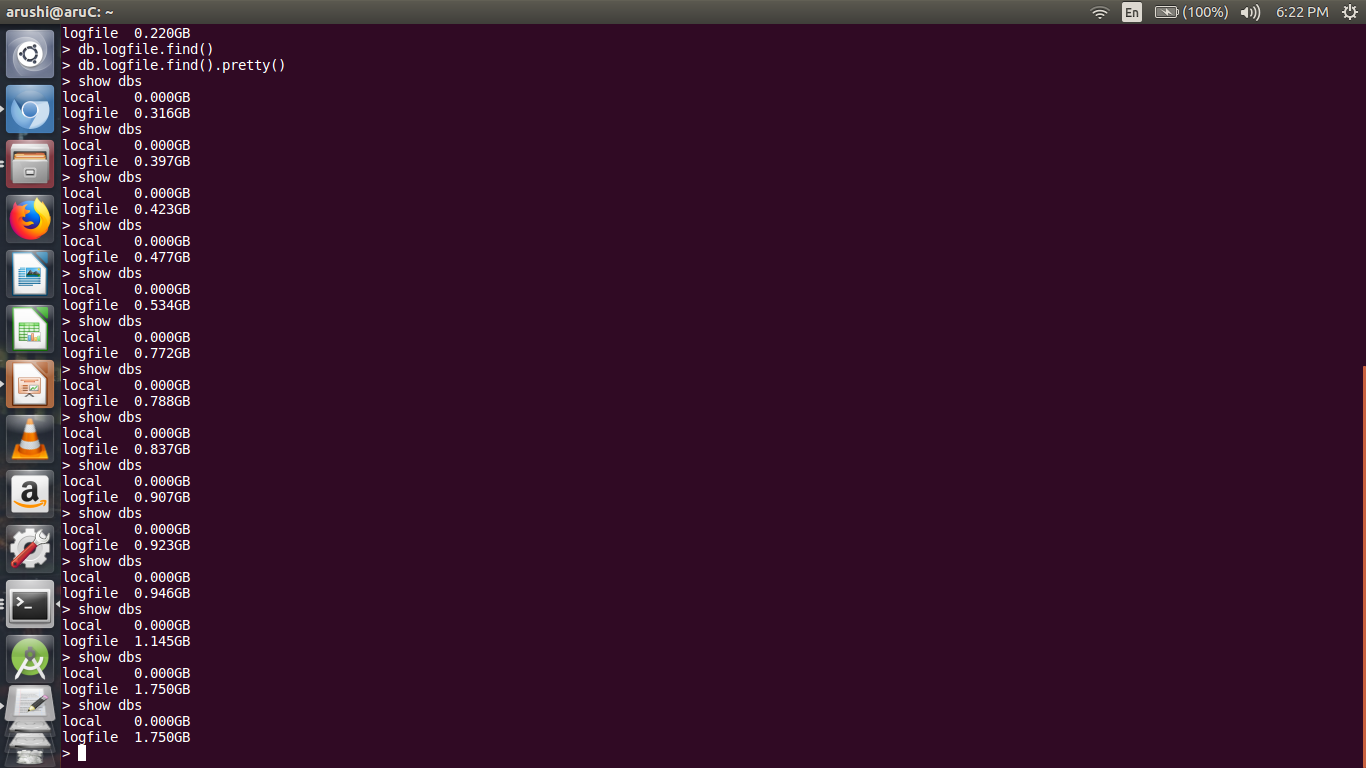 arushi@aruC: ~
En
(100%)
6:22 PM
logfile  0.220GB
> db.logfile.find()
> db.logfile.find().pretty()
> show dbs
local    0.000GB
logfile  0.316GB
> show dbs
local    0.000GB
logfile  0.397GB
> show dbs
local    0.000GB
logfile  0.423GB
> show dbs
local    0.000GB
logfile  0.477GB
> show dbs
local    0.000GB
logfile  0.534GB
> show dbs
local    0.000GB
logfile  0.772GB
> show dbs
local    0.000GB
logfile  0.788GB
> show dbs
local    0.000GB
logfile  0.837GB
> show dbs
local    0.000GB
logfile  0.907GB
> show dbs
local    0.000GB
logfile  0.923GB
> show dbs
local    0.000GB
logfile  0.946GB
> show dbs
local    0.000GB
logfile  1.145GB
> show dbs
local    0.000GB
logfile  1.750GB
> show dbs
local    0.000GB
logfile  1.750GB
>